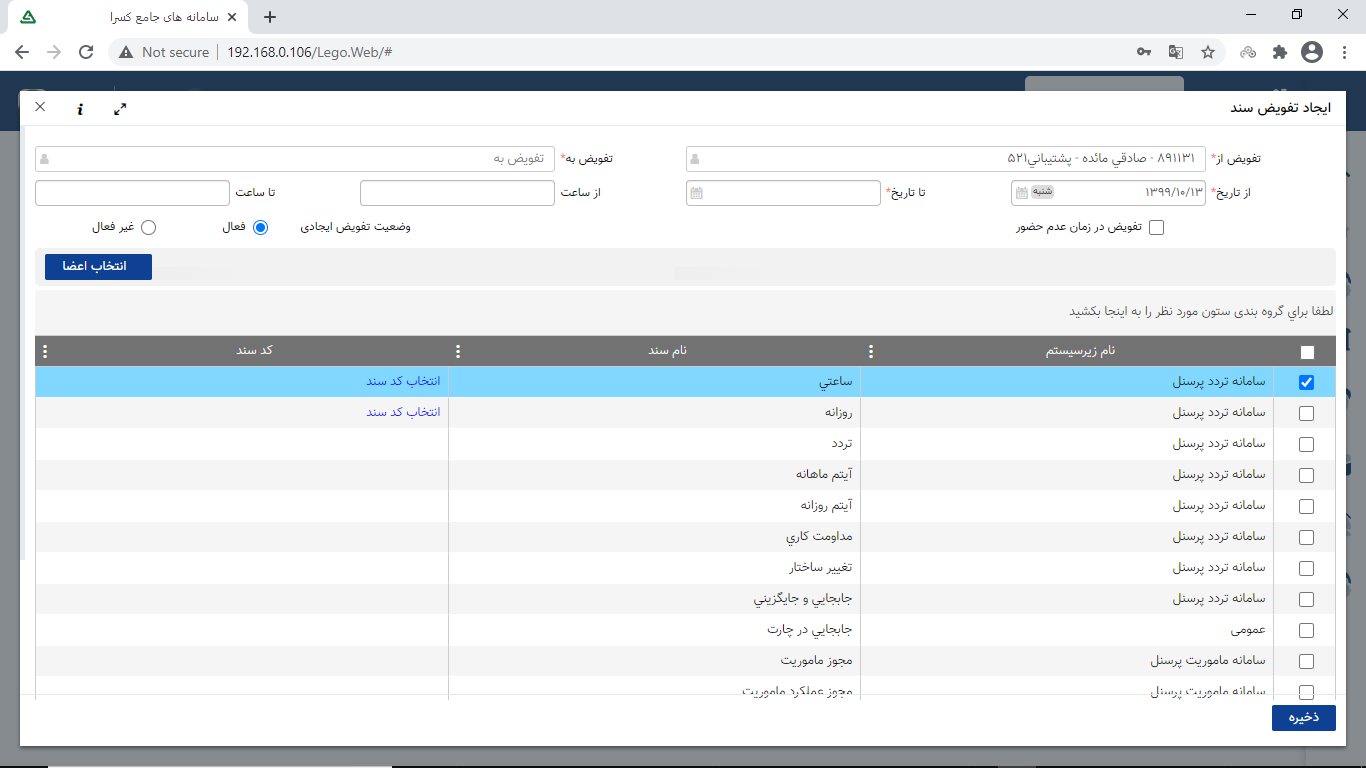 سامانه های جامع کسرا
Not secure 192.168.0.106/Lego.Web/#
ایجاد تفویض سند
تفویض از* ۸۹۱۱۳۱ - صادقي مائده - پشتيباني۵۲۱ تفویض به* تفویض به
از تاریخ* ۱۳۹۹/۱۰/۱۳ شنبه تا تاریخ* از ساعت تا ساعت
تفویض در زمان عدم حضور وضعیت تفویض ایجادی فعال غیر فعال
انتخاب اعضا
لطفا براي گروه بندی ستون مورد نظر را به اینجا بکشید
نام زیرسیستم نام سند کد سند
سامانه تردد پرسنل ساعتي انتخاب کد سند
سامانه تردد پرسنل روزانه انتخاب کد سند
سامانه تردد پرسنل تردد
سامانه تردد پرسنل آیتم ماهانه
سامانه تردد پرسنل آیتم روزانه
سامانه تردد پرسنل مداومت کاري
سامانه تردد پرسنل تغییر ساختار
سامانه تردد پرسنل جابجايي و جایگزیني
عمومی جابجايي در چارت
سامانه ماموریت پرسنل مجوز ماموریت
سامانه ماموریت پرسنل مجوز عملکرد ماموریت
ذخیره